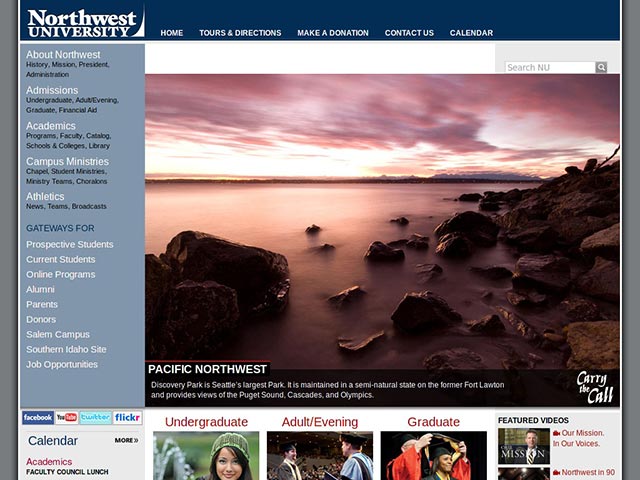 Northwest
UNIVERSITY
HOME
TOURS & DIRECTIONS
MAKE A DONATION
CONTACT US
CALENDAR
Search NU
About Northwest
History, Mission, President,
Administration
Admissions
Undergraduate, Adult/Evening,
Graduate, Financial Aid
Academics
Programs, Faculty, Catalog,
Schools & Colleges, Library
Campus Ministries
Chapel, Student Ministries,
Ministry Teams, Choralons
Athletics
News, Teams, Broadcasts
GATEWAYS FOR
Prospective Students
Current Students
Online Programs
Alumni
Parents
Donors
Salem Campus
Southern Idaho Site
Job Opportunities
PACIFIC NORTHWEST
Discovery Park is Seattle's largest Park. It is maintained in a semi-natural state on the former Fort Lawton
and provides views of the Puget Sound, Cascades, and Olympics.
Carry
the
Call
facebook
YouTube
twitter
flickr
Calendar
MORE»
Academics
FACULTY COUNCIL LUNCH
Undergraduate
Adult/Evening
Graduate
FEATURED VIDEOS
MISSION
Our Mission.
In Our Voices.
Northwest in 90